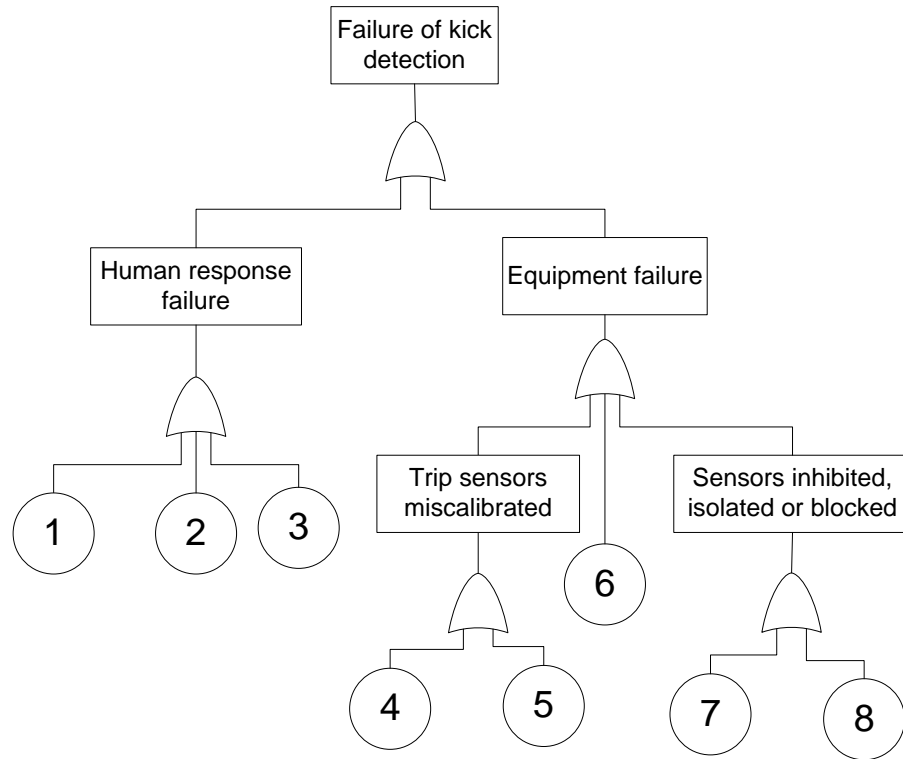 Failure of kick
detection
Human response
failure
Equipment failure
Trip sensors
miscalibrated
Sensors inhibited,
isolated or blocked
1
2
3
6
4
5
7
8